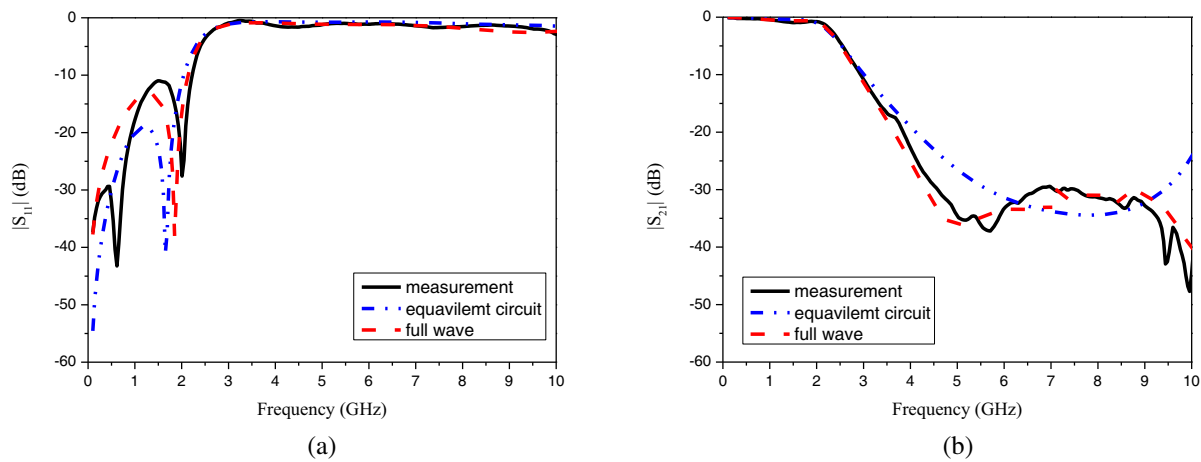 0
-10
-20
-30
-40
-50
-60
|S11| (dB)
measurement
equavilemt circuit
full wave
0 1 2 3 4 5 6 7 8 9 10
Frequency (GHz)
(a)
0
-10
-20
-30
-40
-50
-60
|S21| (dB)
measurement
equavilemt circuit
full wave
0 1 2 3 4 5 6 7 8 9 10
Frequency (GHz)
(b)